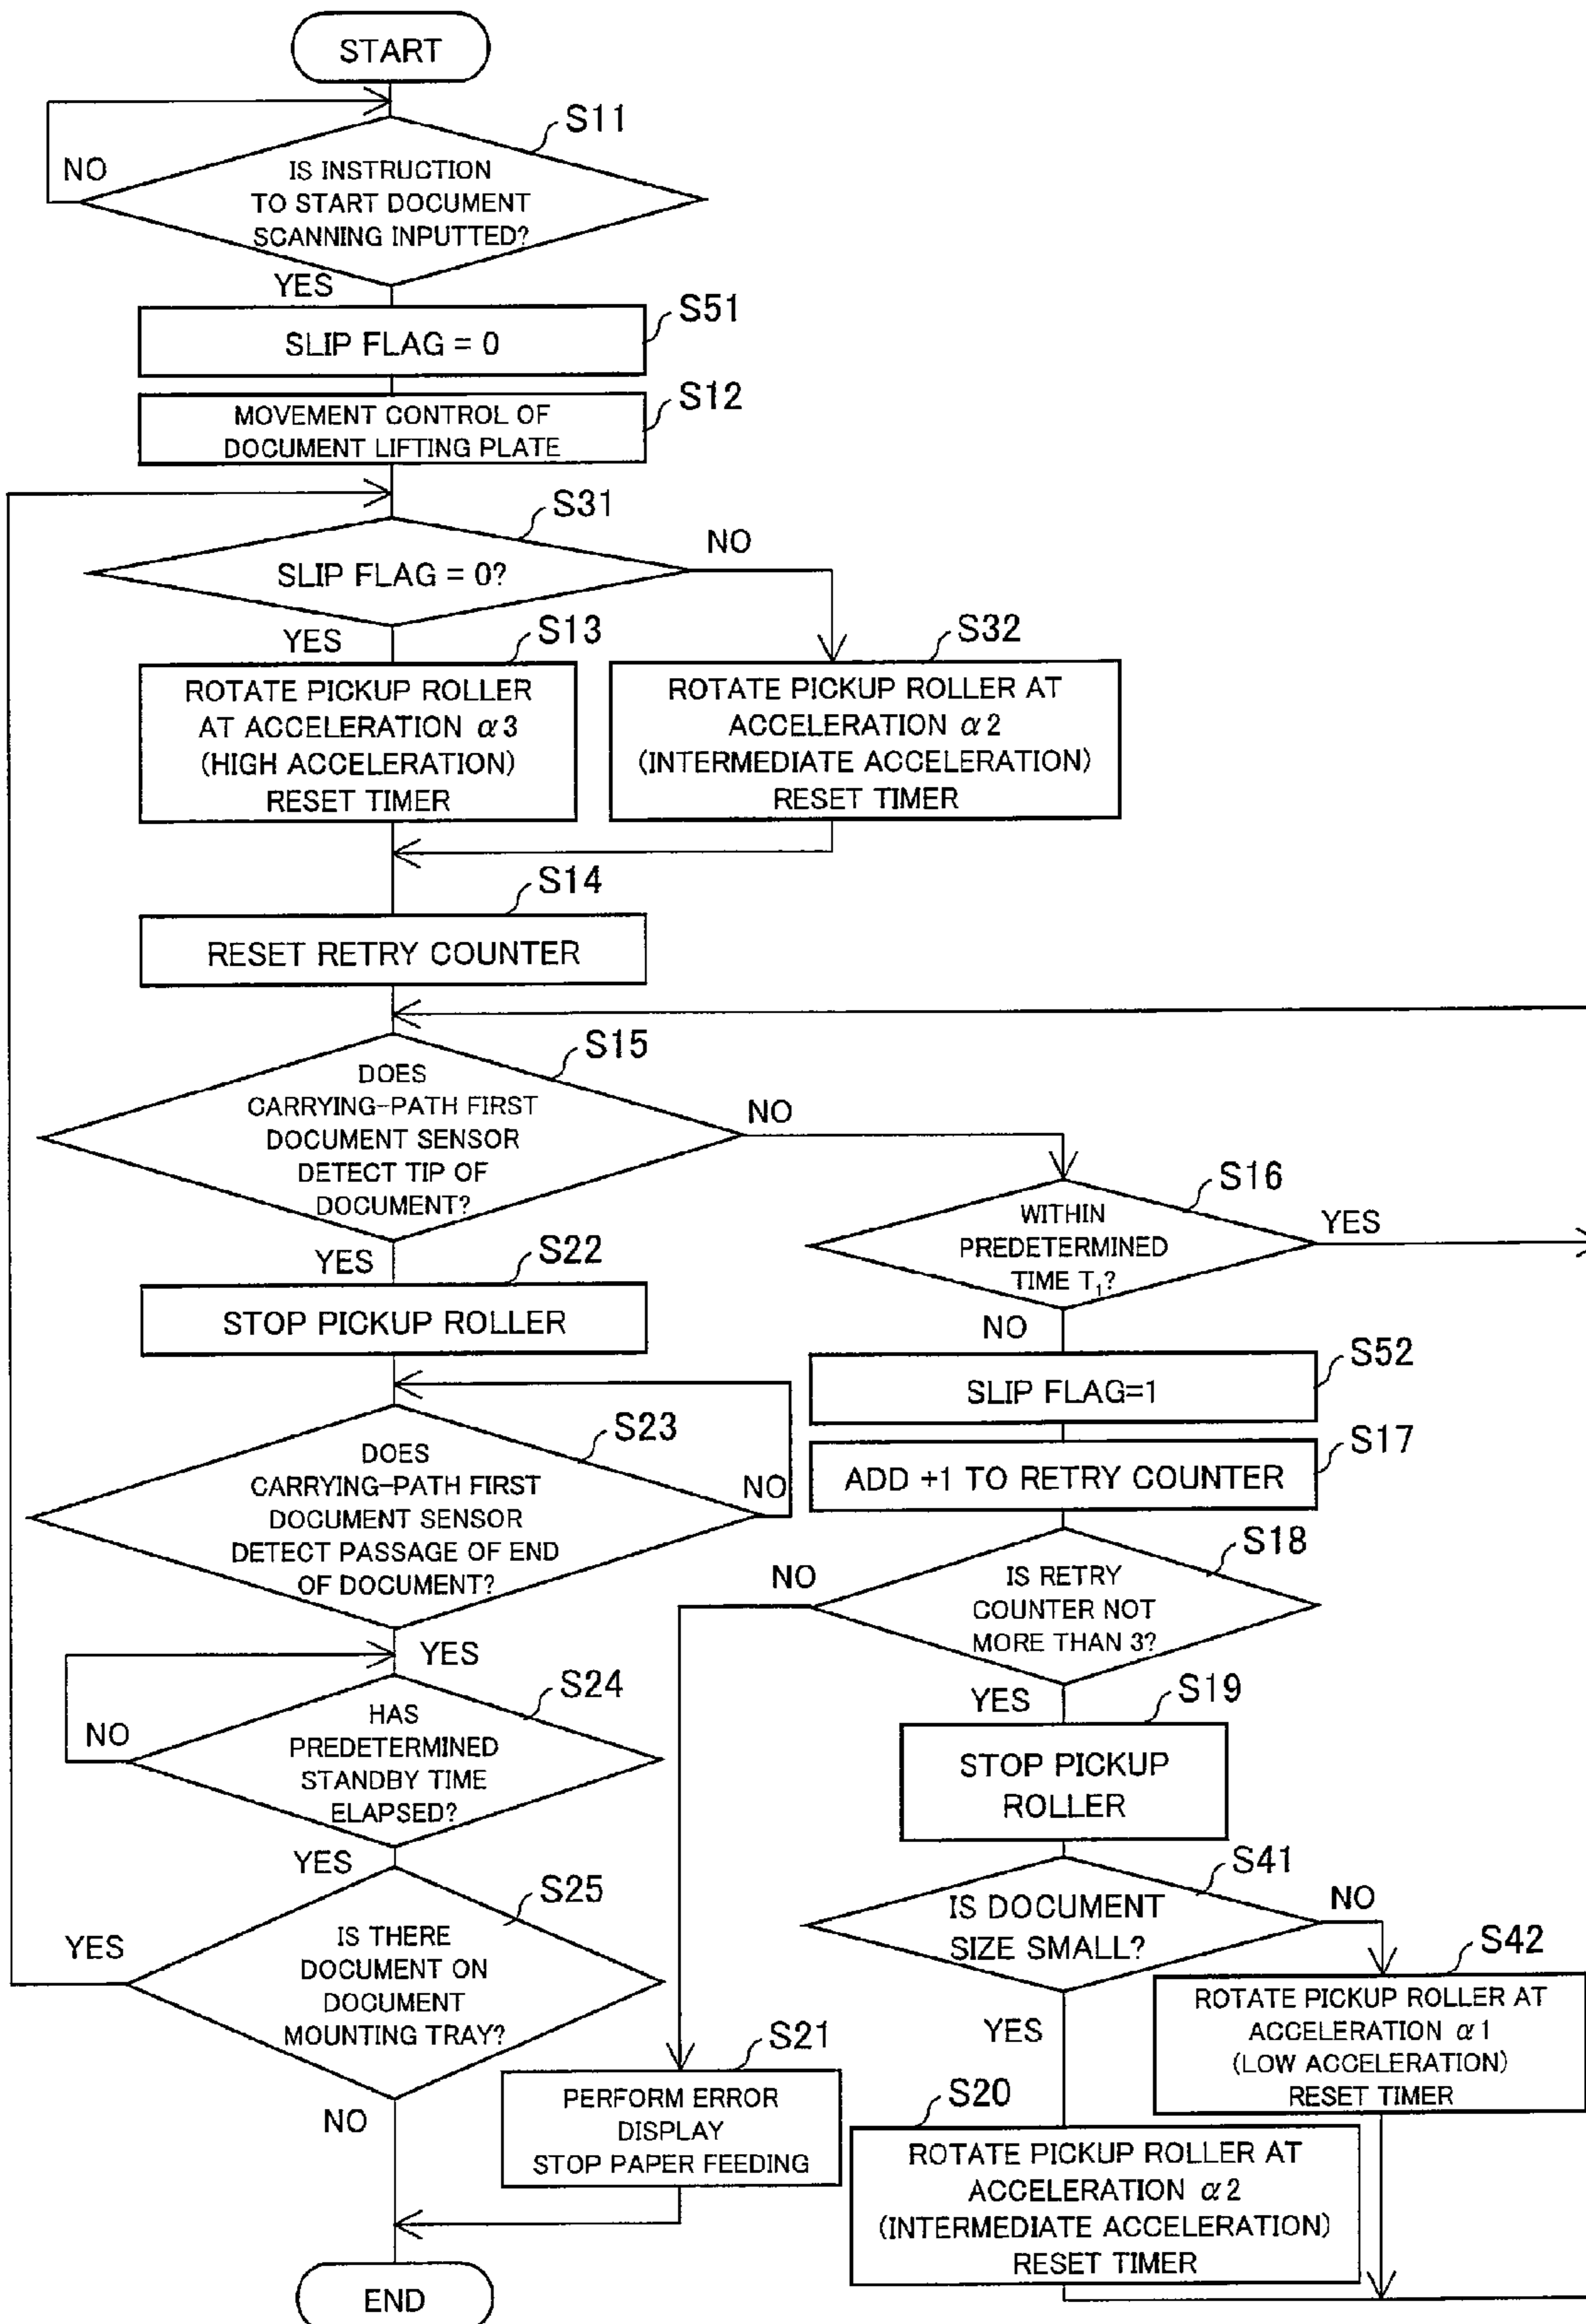 START
S11
NO
IS INSTRUCTION
TO START DOCUMENT
SCANNING INPUTTED?
YES
S51
SLIP FLAG = 0
S12
MOVEMENT CONTROL OF
DOCUMENT LIFTING PLATE
S31
NO
SLIP FLAG = 0?
YES
S13
ROTATE PICKUP ROLLER
AT ACCELERATION α3
(HIGH ACCELERATION)
RESET TIMER
S32
ROTATE PICKUP ROLLER AT
ACCELERATION α2
(INTERMEDIATE ACCELERATION)
RESET TIMER
S14
RESET RETRY COUNTER
S15
DOES
CARRYING-PATH FIRST
DOCUMENT SENSOR
DETECT TIP OF
DOCUMENT?
NO
YES
S16
WITHIN
PREDETERMINED
TIME T₁?
YES
NO
S22
STOP PICKUP ROLLER
S52
SLIP FLAG=1
S17
ADD +1 TO RETRY COUNTER
S23
DOES
CARRYING-PATH FIRST
DOCUMENT SENSOR
DETECT PASSAGE OF END
OF DOCUMENT?
NO
YES
S18
NO
IS RETRY
COUNTER NOT
MORE THAN 3?
YES
S24
NO
HAS
PREDETERMINED
STANDBY TIME
ELAPSED?
YES
S19
STOP PICKUP
ROLLER
S25
YES
IS THERE
DOCUMENT ON
DOCUMENT
MOUNTING TRAY?
NO
S41
IS DOCUMENT
SIZE SMALL?
NO
YES
S42
ROTATE PICKUP ROLLER AT
ACCELERATION α1
(LOW ACCELERATION)
RESET TIMER
S21
PERFORM ERROR
DISPLAY
STOP PAPER FEEDING
S20
ROTATE PICKUP ROLLER AT
ACCELERATION α2
(INTERMEDIATE ACCELERATION)
RESET TIMER
END